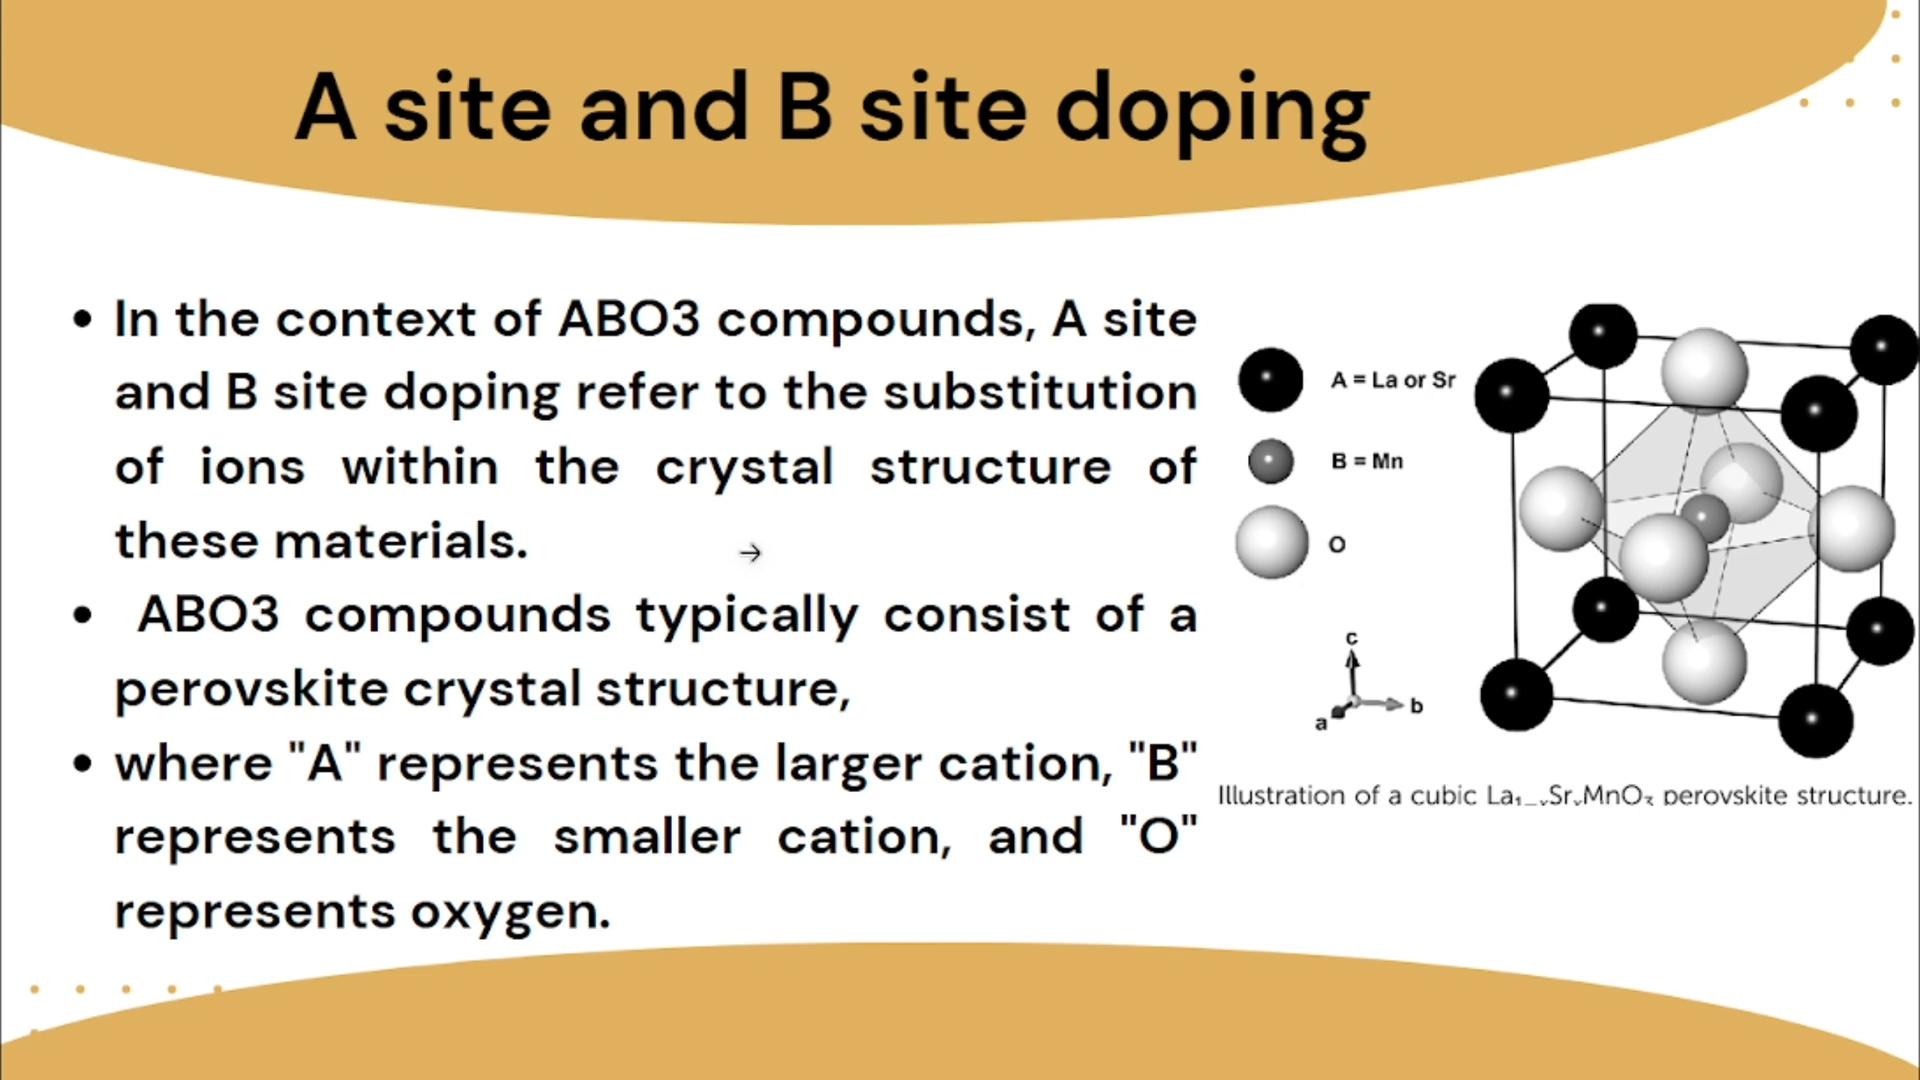 A site and B site doping
• In the context of ABO3 compounds, A site
and B site doping refer to the substitution
of ions within the crystal structure of
these materials.
• ABO3 compounds typically consist of a
perovskite crystal structure,
• where "A" represents the larger cation, "B"
represents the smaller cation, and "O"
represents oxygen.
A = La or Sr
B = Mn
O
c
b
a
Illustration of a cubic La₁₋ₓSrₓMnO₃ perovskite structure.